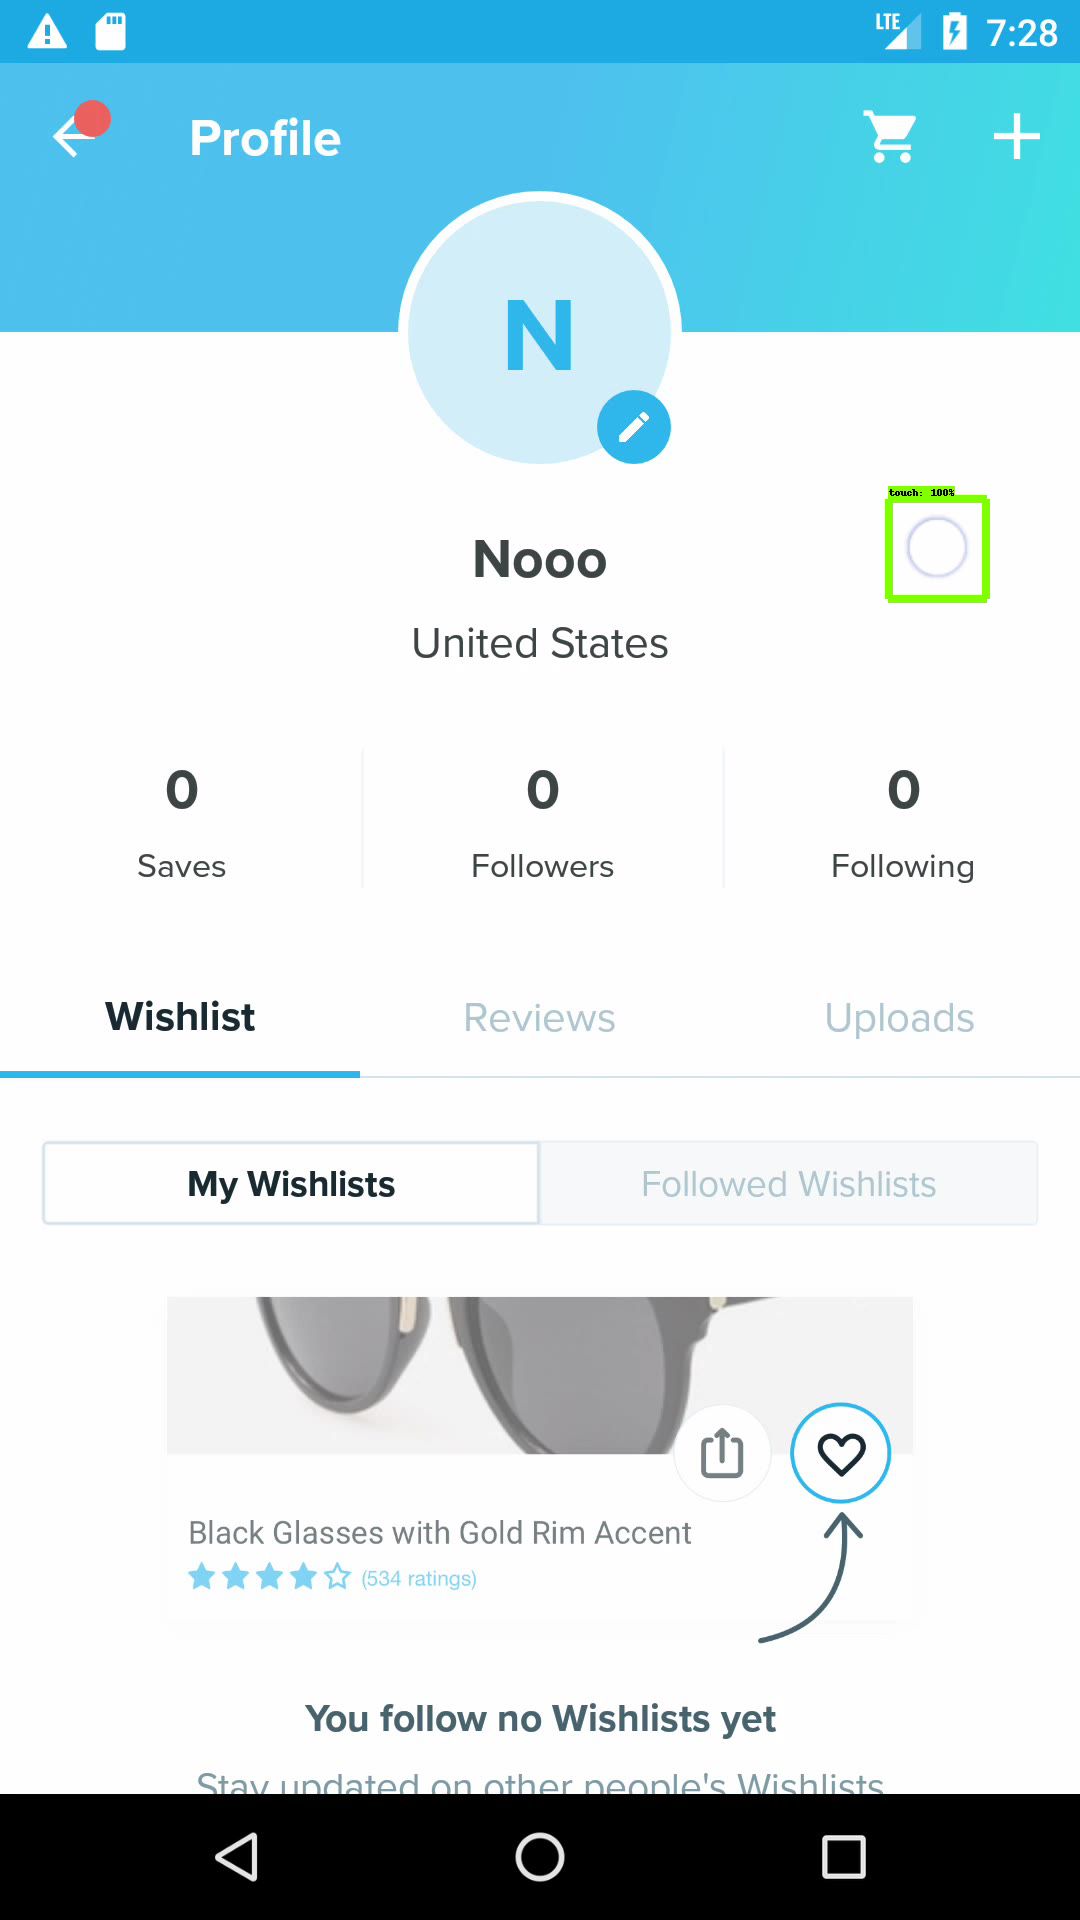 LTE 7:28
Profile
N
touch: 100%
Nooo
United States
0 0 0
Saves Followers Following
Wishlist Reviews Uploads
My Wishlists Followed Wishlists
Black Glasses with Gold Rim Accent
(534 ratings)
You follow no Wishlists yet
Stay updated on other people's Wishlists